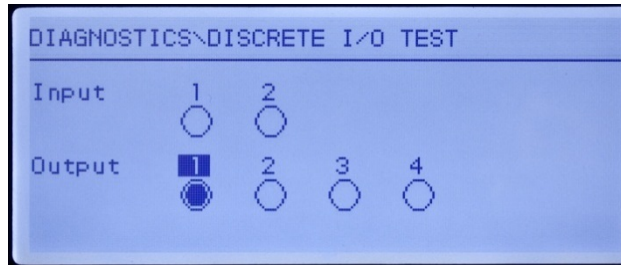 DIAGNOSTICS\DISCRETE I/O TEST
Input 1 2
Output 1 2 3 4